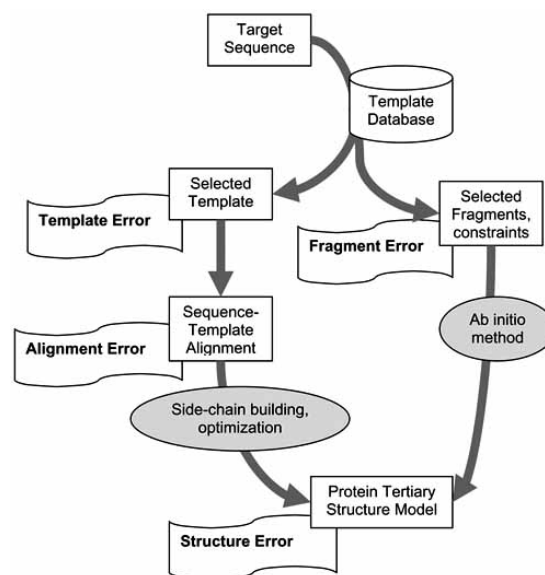 Target
Sequence
Template
Database
Selected
Template
Template Error
Selected
Fragments,
constraints
Fragment Error
Sequence-
Template
Alignment
Alignment Error
Ab initio
method
Side-chain building,
optimization
Protein Tertiary
Structure Model
Structure Error